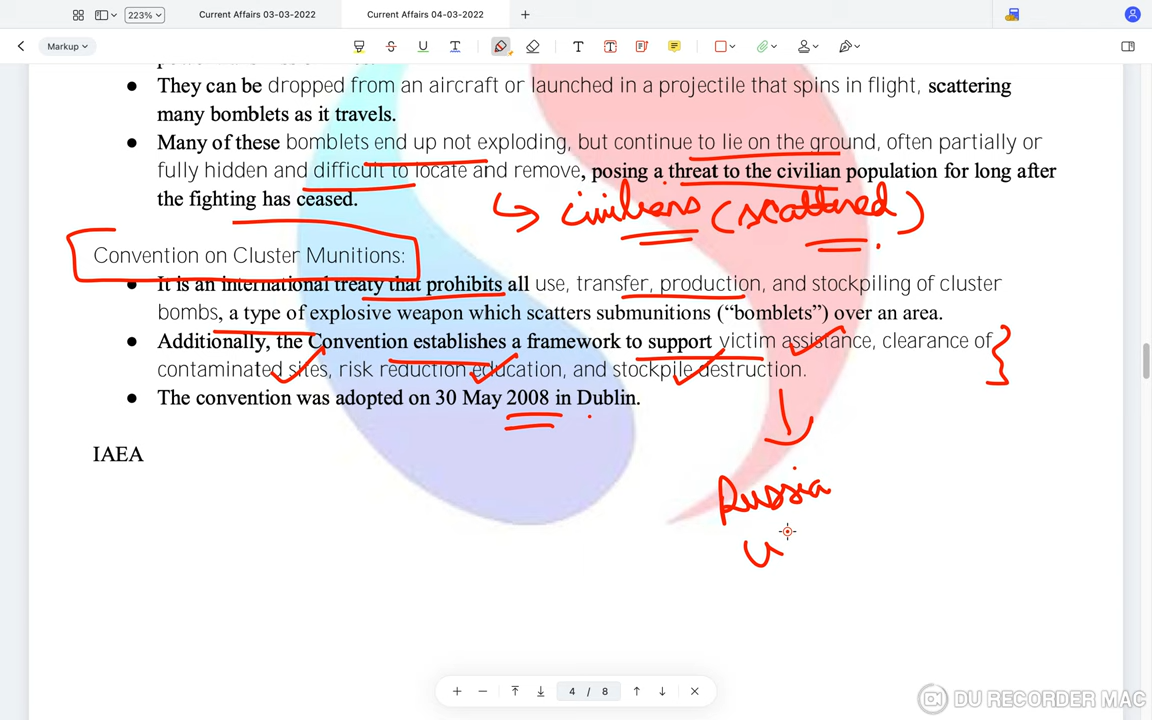 223%
Current Affairs 03-03-2022
Current Affairs 04-03-2022
Markup
They can be dropped from an aircraft or launched in a projectile that spins in flight, scattering
many bomblets as it travels.
Many of these bomblets end up not exploding, but continue to lie on the ground, often partially or
fully hidden and difficult to locate and remove, posing a threat to the civilian population for long after
the fighting has ceased.
civilians (scattered)
Convention on Cluster Munitions:
It is an international treaty that prohibits all use, transfer, production, and stockpiling of cluster
bombs, a type of explosive weapon which scatters submunitions (“bomblets”) over an area.
Additionally, the Convention establishes a framework to support victim assistance, clearance of
contaminated sites, risk reduction education, and stockpile destruction.
The convention was adopted on 30 May 2008 in Dublin.
IAEA
Russia
U
4 / 8
DU RECORDER MAC